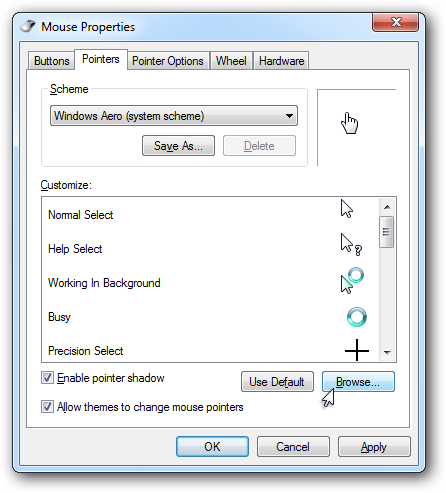 Mouse Properties
Buttons Pointers Pointer Options Wheel Hardware
Scheme
Windows Aero (system scheme)
Save As... Delete
Customize:
Normal Select
Help Select
Working In Background
Busy
Precision Select
Enable pointer shadow
Use Default Browse...
Allow themes to change mouse pointers
OK Cancel Apply